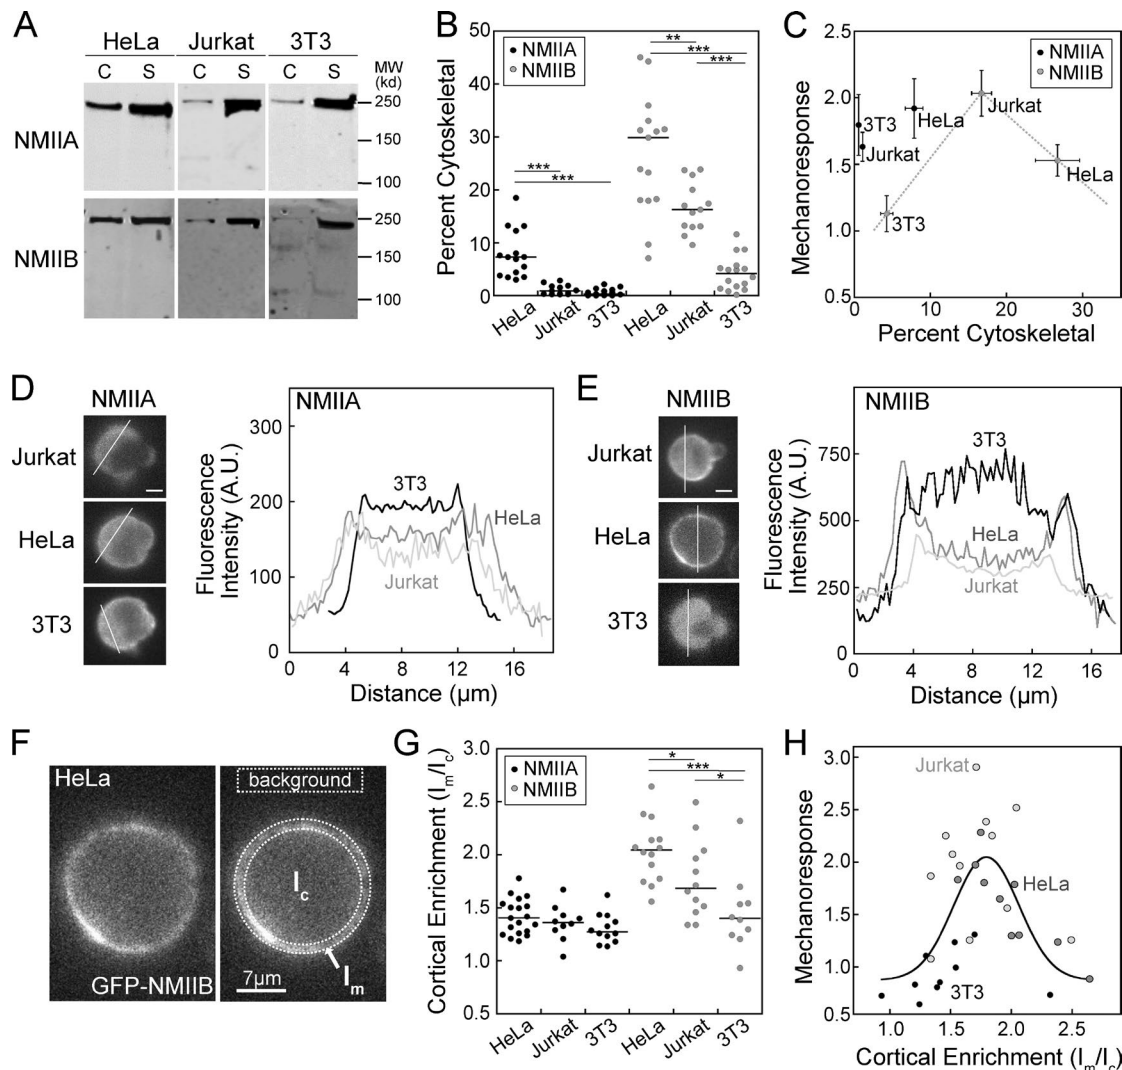 A
HeLa Jurkat 3T3
C S C S C S MW
(kd)
NMIIA
250
150
100
NMIIB
250
150
100
B
Percent Cytoskeletal
50
40
30
20
10
0
NMIIA
NMIIB
** 
***
***
***
***
HeLa Jurkat 3T3 HeLa Jurkat 3T3
C
Mechanoresponse
2.5
2.0
1.5
1.0
0.5
NMIIA
NMIIB
3T3
Jurkat
HeLa
Jurkat
HeLa
3T3
0 10 20 30
Percent Cytoskeletal
D
NMIIA
Jurkat
HeLa
3T3
NMIIA
Fluorescence
Intensity (A.U.)
300
200
100
0
3T3
HeLa
Jurkat
0 4 8 12 16
Distance (µm)
E
NMIIB
Jurkat
HeLa
3T3
NMIIB
Fluorescence
Intensity (A.U.)
750
500
250
0
3T3
HeLa
Jurkat
0 4 8 12 16
Distance (µm)
F
HeLa
GFP-NMIIB
background
Ic
Im
7µm
G
Cortical Enrichment (Im/Ic)
3.0
2.5
2.0
1.5
1.0
0.5
NMIIA
NMIIB
*
***
*
HeLa Jurkat 3T3 HeLa Jurkat 3T3
H
Mechanoresponse
3.0
2.5
2.0
1.5
1.0
0.5
Jurkat
HeLa
3T3
1.0 1.5 2.0 2.5
Cortical Enrichment (Im/Ic)